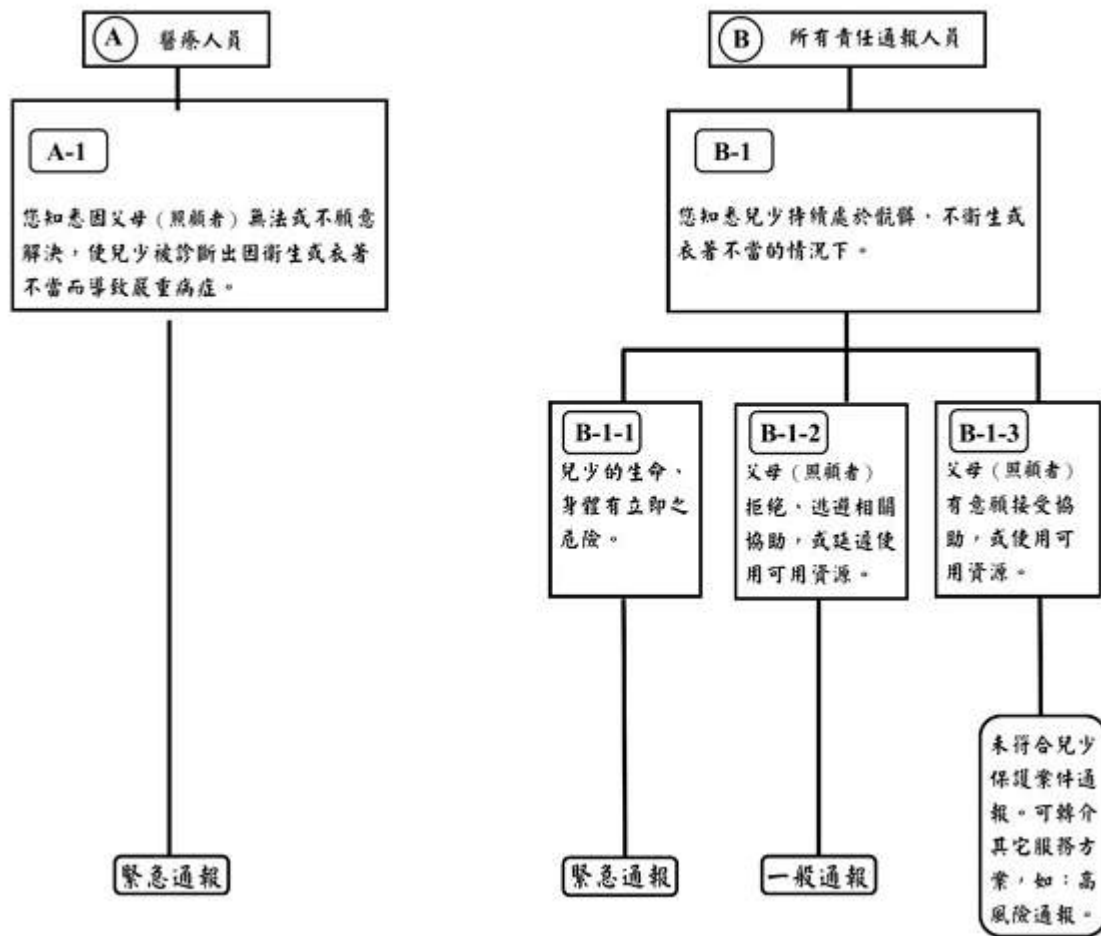 A 醫療人員
A-1
您知悉因父母(照顧者)無法或不願意
解決,使兒少被診斷出因衛生或衣著
不當而導致嚴重病症。
緊急通報
B 所有責任通報人員
B-1
您知悉兒少持續處於骯髒、不衛生或
衣著不當的情況下。
B-1-1
兒少的生命、
身體有立即之
危險。
緊急通報
B-1-2
父母(照顧者)
拒絕、逃避相關
協助,或延遲使
用可用資源。
一般通報
B-1-3
父母(照顧者)
有意願接受協
助,或使用可
用資源。
未符合兒少
保護案件通
報。可轉介
其它服務方
案,如:高
風險通報。